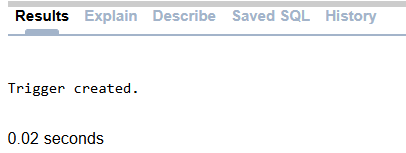 Results Explain Describe Saved SQL History
Trigger created.
0.02 seconds